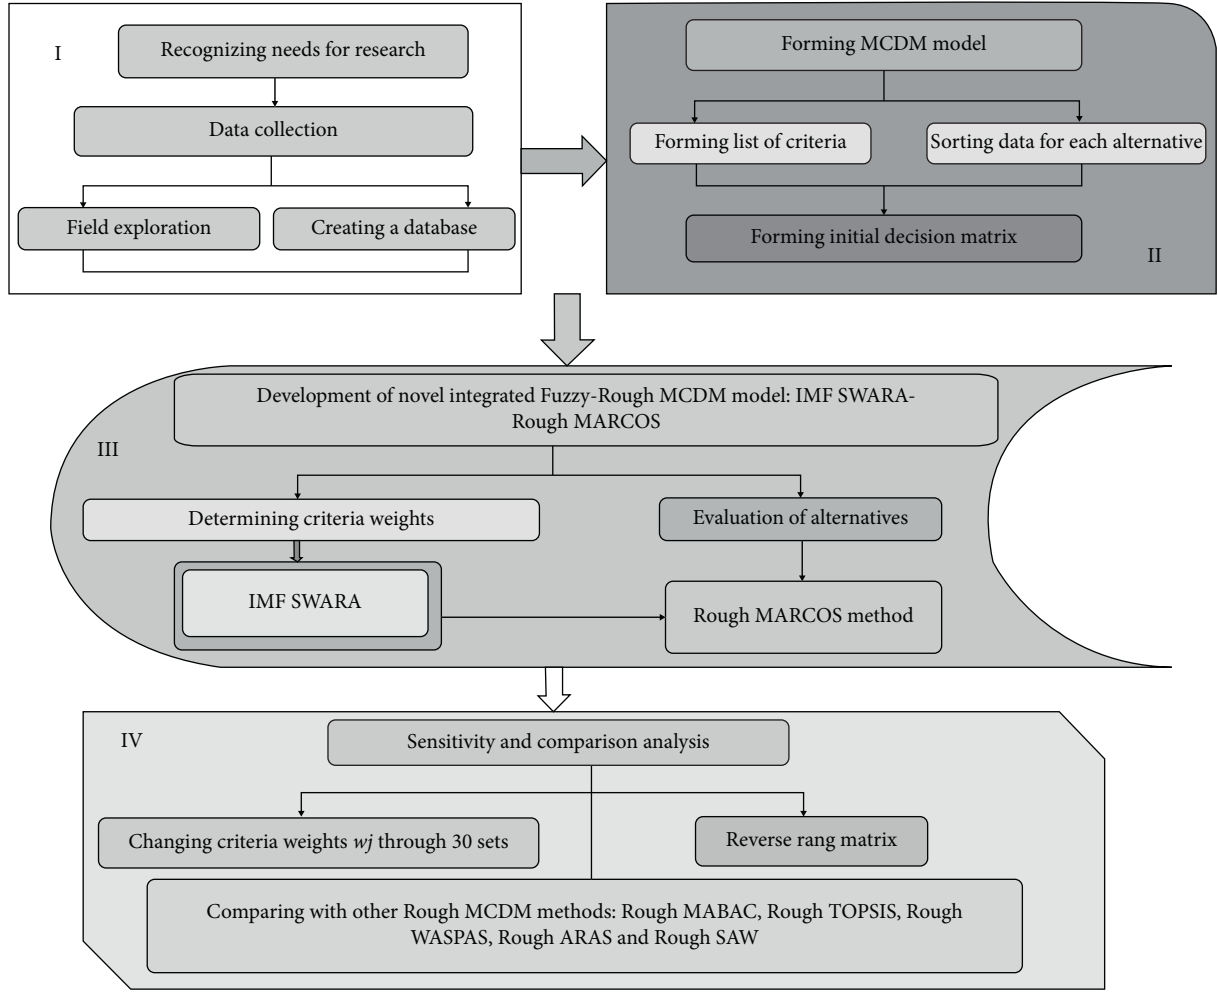 I
Recognizing needs for research
Data collection
Field exploration
Creating a database
Forming MCDM model
Forming list of criteria
Sorting data for each alternative
Forming initial decision matrix
II
Development of novel integrated Fuzzy-Rough MCDM model: IMF SWARA-
Rough MARCOS
III
Determining criteria weights
Evaluation of alternatives
IMF SWARA
Rough MARCOS method
IV
Sensitivity and comparison analysis
Changing criteria weights wj through 30 sets
Reverse rang matrix
Comparing with other Rough MCDM methods: Rough MABAC, Rough TOPSIS, Rough
WASPAS, Rough ARAS and Rough SAW